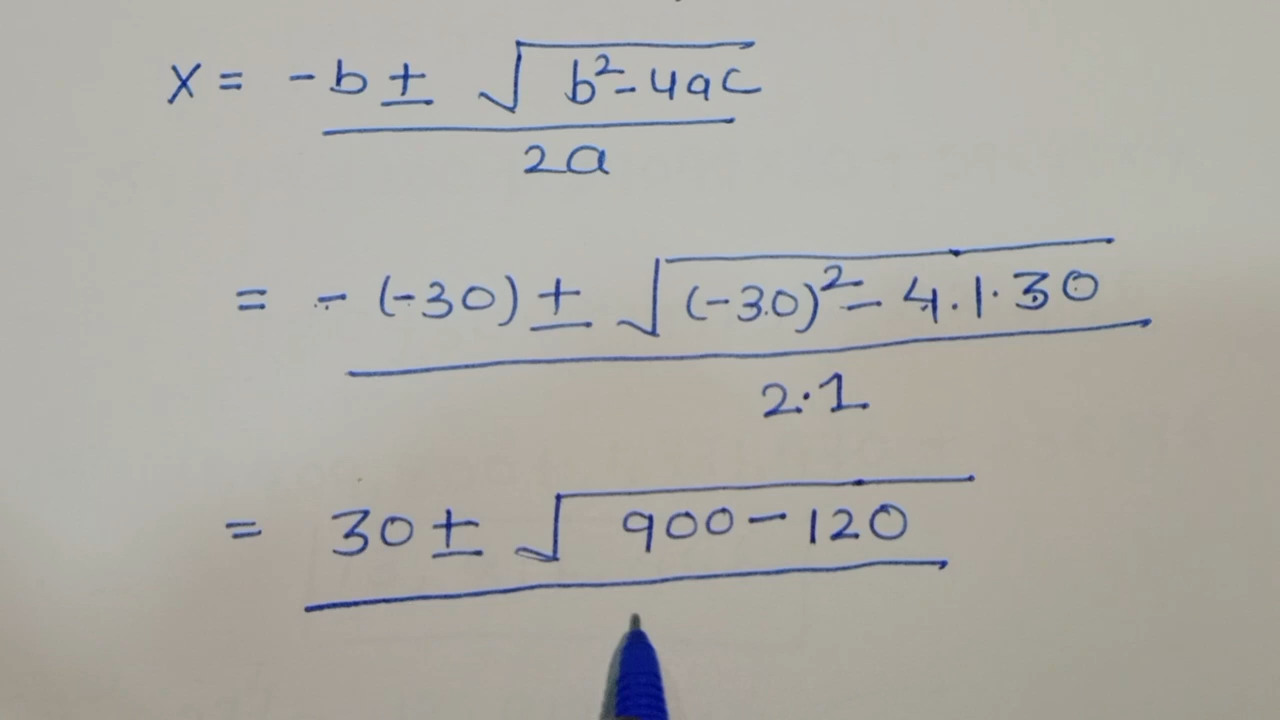 x = -b ± √ b²-4ac
2a
= - (-30) ± √(-30)² - 4.1.30
2.1
= 30 ± √ 900 - 120